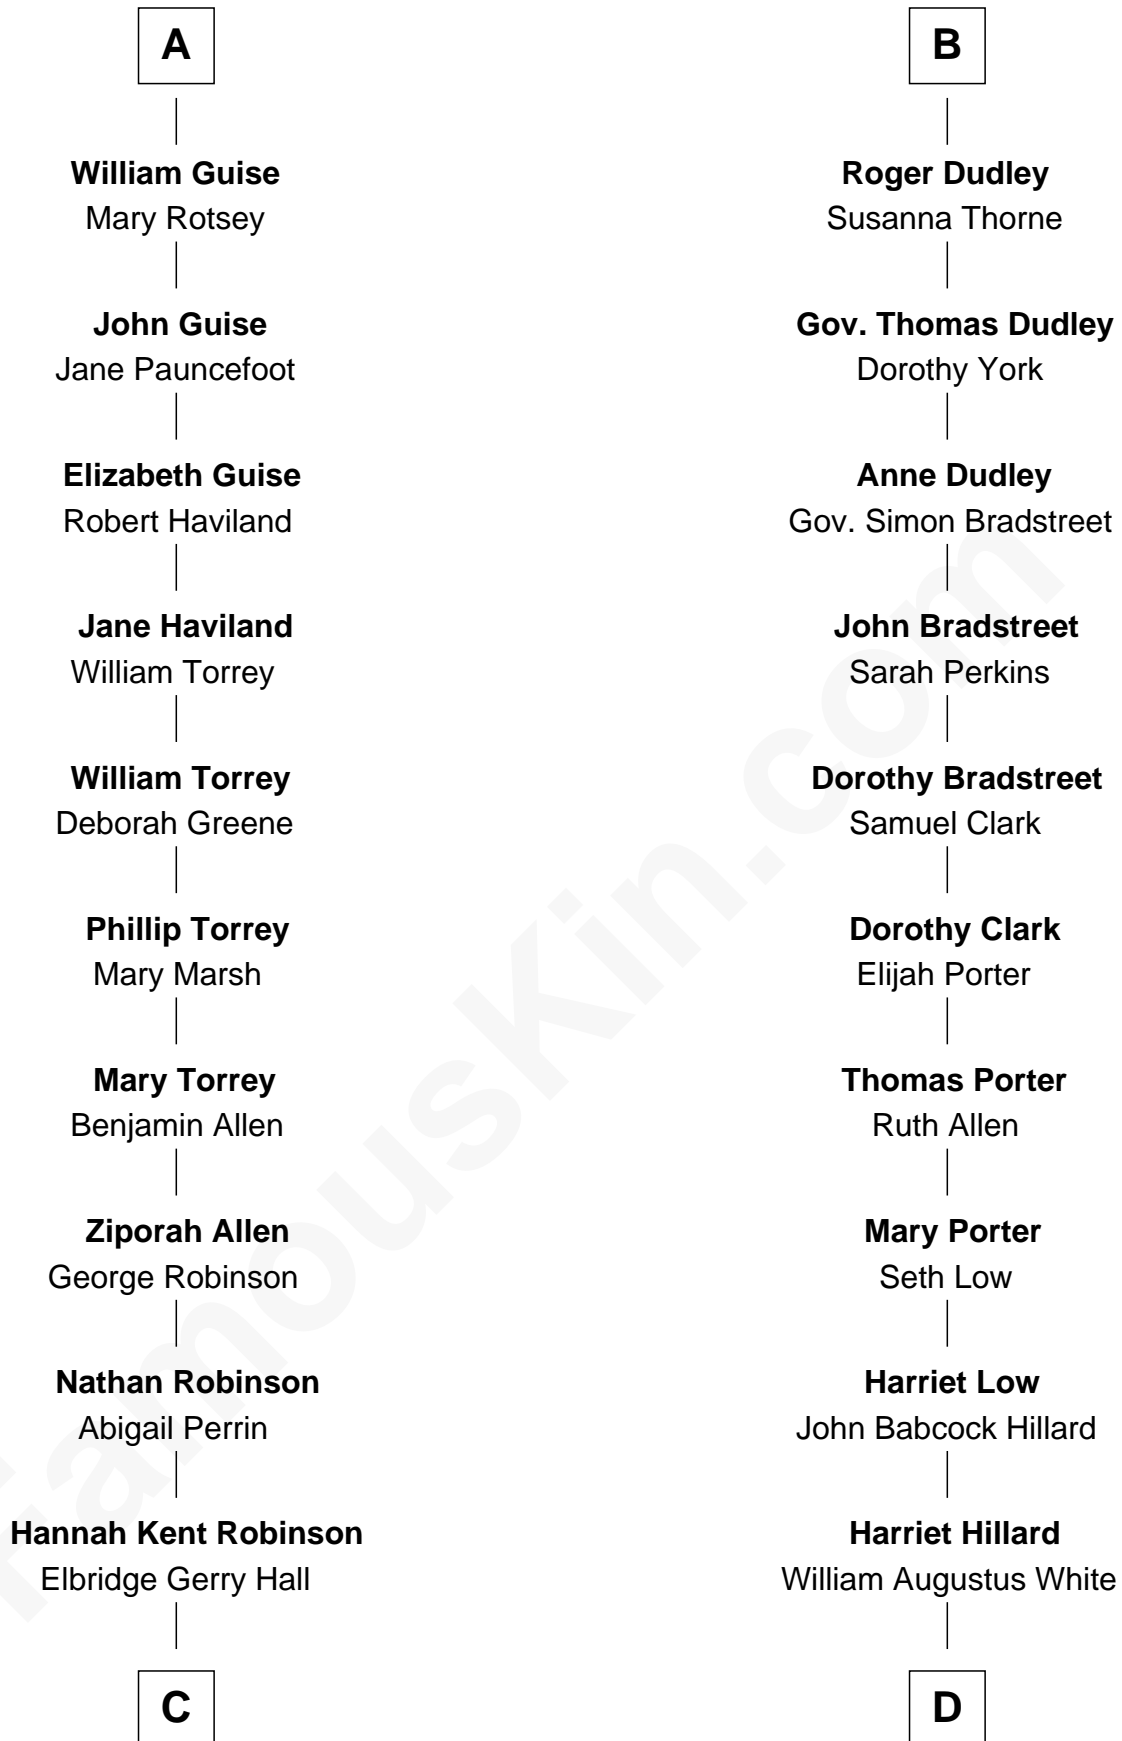 A
William Guise
Mary Rotsey
John Guise
Jane Pauncefoot
Elizabeth Guise
Robert Haviland
Jane Haviland
William Torrey
William Torrey
Deborah Greene
Phillip Torrey
Mary Marsh
Mary Torrey
Benjamin Allen
Ziporah Allen
George Robinson
Nathan Robinson
Abigail Perrin
Hannah Kent Robinson
Elbridge Gerry Hall
C
B
Roger Dudley
Susanna Thorne
Gov. Thomas Dudley
Dorothy York
Anne Dudley
Gov. Simon Bradstreet
John Bradstreet
Sarah Perkins
Dorothy Bradstreet
Samuel Clark
Dorothy Clark
Elijah Porter
Thomas Porter
Ruth Allen
Mary Porter
Seth Low
Harriet Low
John Babcock Hillard
Harriet Hillard
William Augustus White
D
FamousKin.com